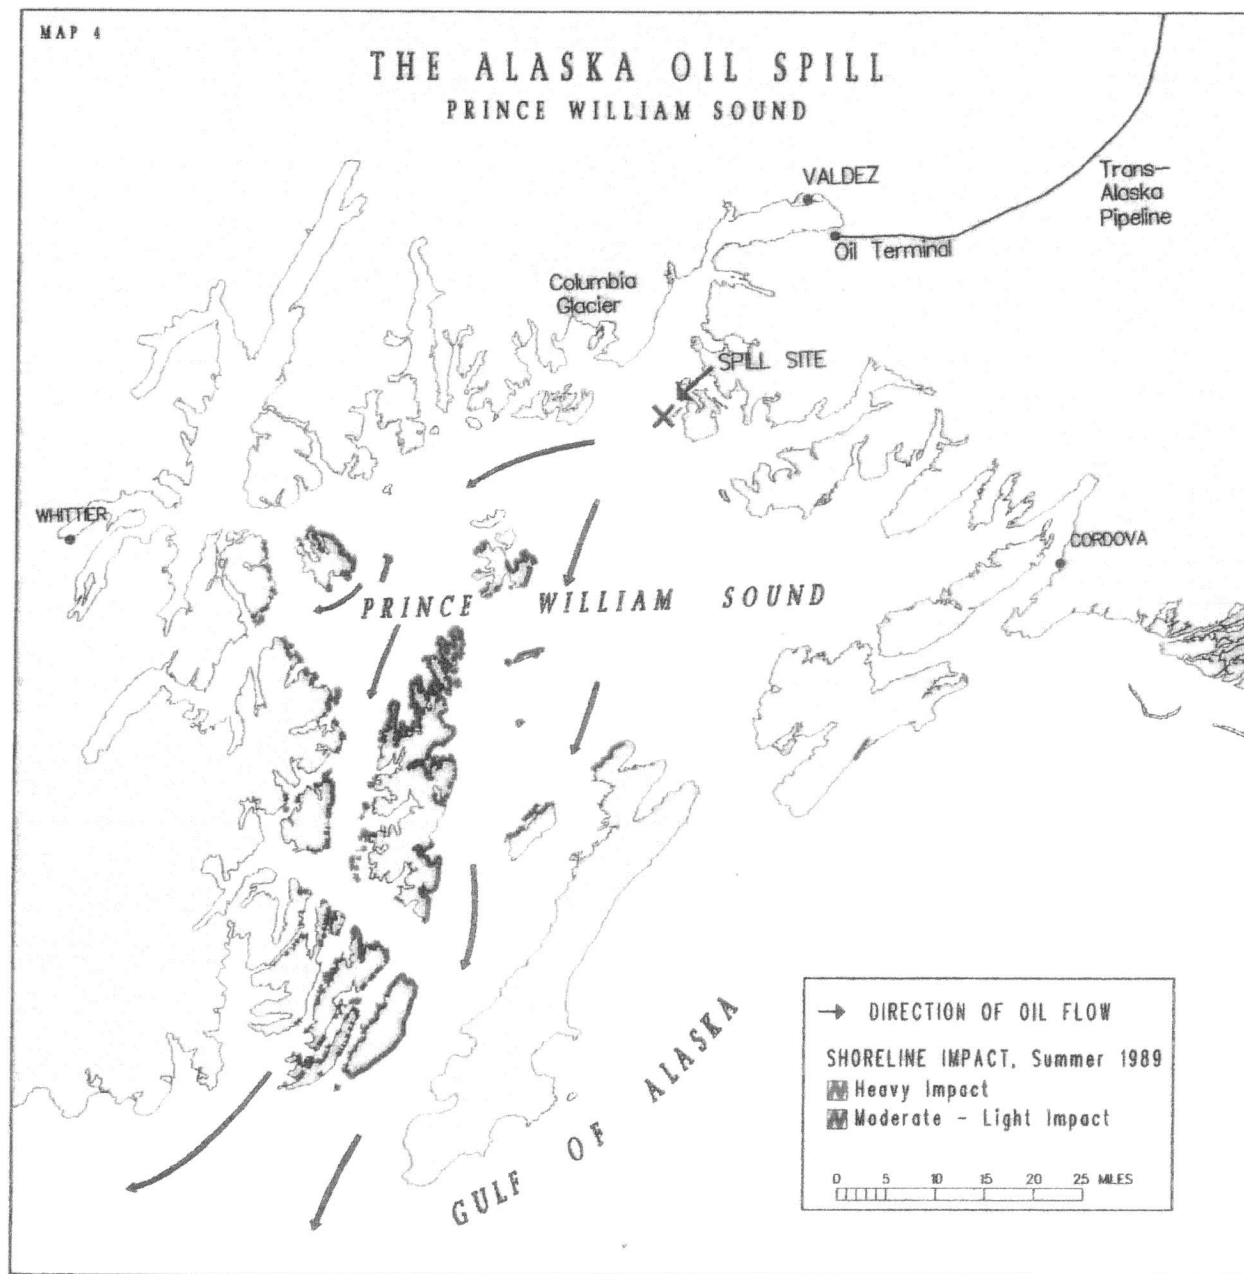 MAP 4
THE ALASKA OIL SPILL
PRINCE WILLIAM SOUND
VALDEZ
Trans-
Alaska
Pipeline
Oil Terminal
Columbia
Glacier
SPILL SITE
WHITTIER
CORDOVA
PRINCE WILLIAM SOUND
GULF OF ALASKA
→ DIRECTION OF OIL FLOW
SHORELINE IMPACT, Summer 1989
Heavy Impact
Moderate - Light Impact
0 5 10 15 20 25 MILES